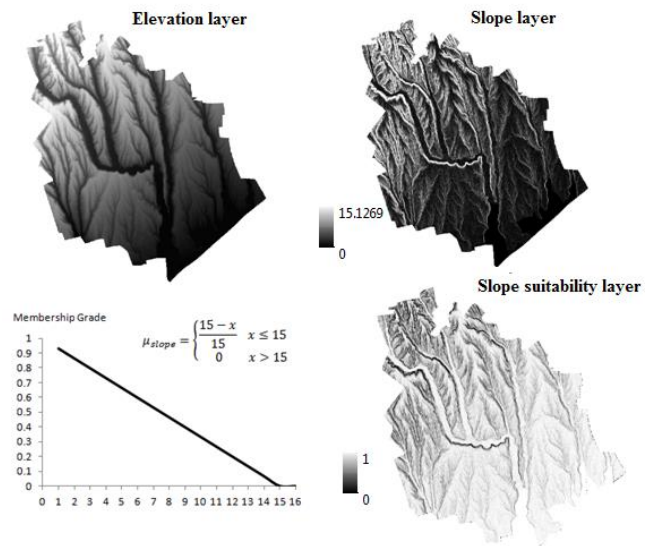 Elevation layer
Slope layer
15.1269
0
Slope suitability layer
Membership Grade
μslope = {
15 − x
15
x ≤ 15
0 x > 15
1
0.9
0.8
0.7
0.6
0.5
0.4
0.3
0.2
0.1
0
0 1 2 3 4 5 6 7 8 9 10 11 12 13 14 15 16
1
0